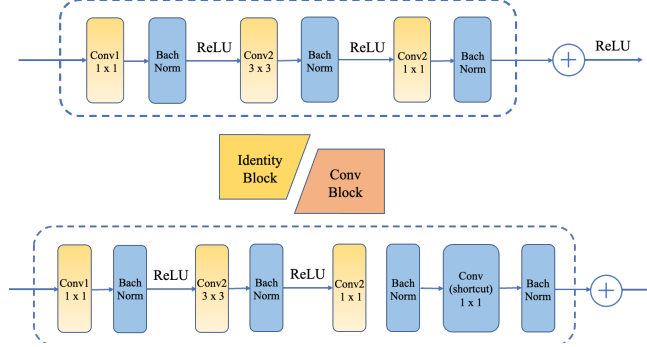 Conv1
1 x 1
Bach
Norm
ReLU
Conv2
3 x 3
Bach
Norm
ReLU
Conv2
1 x 1
Bach
Norm
ReLU
Identity
Block
Conv
Block
Conv1
1 x 1
Bach
Norm
ReLU
Conv2
3 x 3
Bach
Norm
ReLU
Conv2
1 x 1
Bach
Norm
Conv
(shortcut)
1 x 1
Bach
Norm